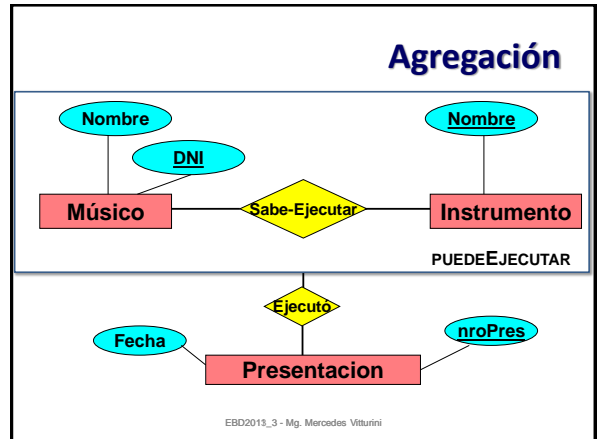 Agregación
Nombre
Nombre
DNI
Músico
Sabe-Ejecutar
Instrumento
PUEDEEJECUTAR
Ejecutó
Fecha
nroPres
Presentacion
EBD2013_3 - Mg. Mercedes Vitturini